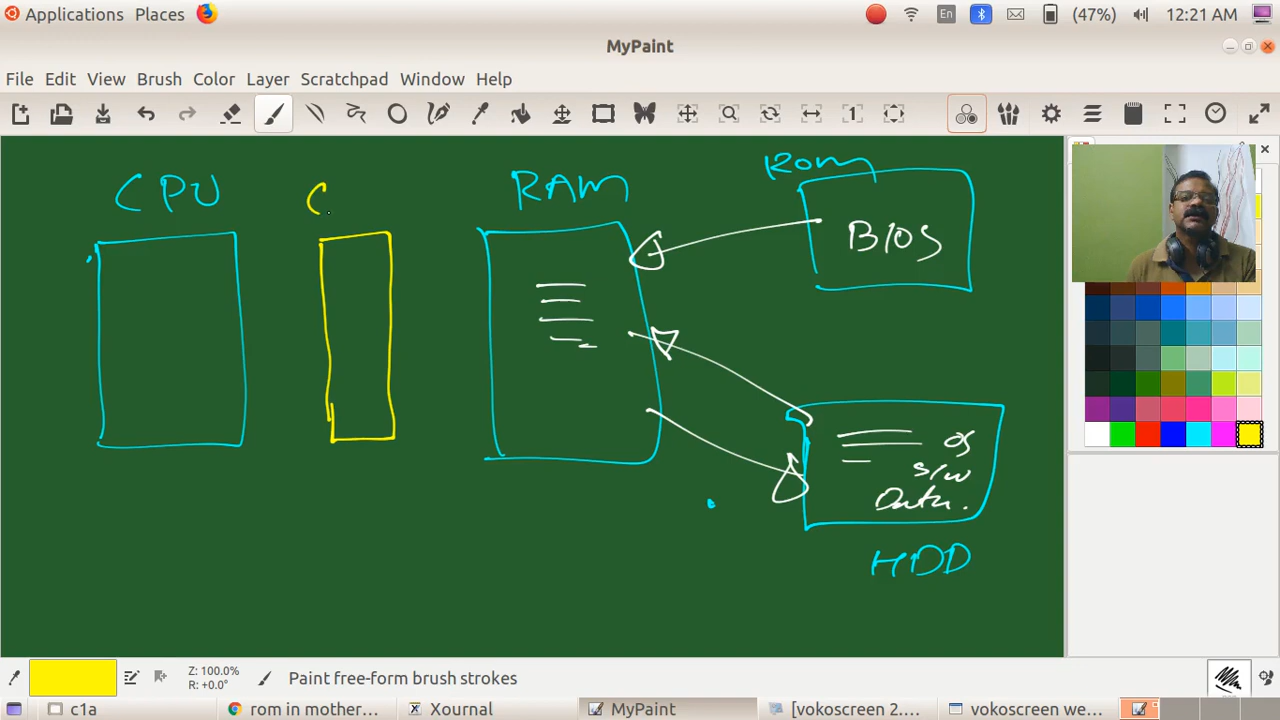 Applications Places En (47%) 12:21 AM
MyPaint
File Edit View Brush Color Layer Scratchpad Window Help
1
CPU C RAM Rom
BIOS
OS
S/W
Data.
HDD
Z: 100.0%
R: +0.0°
Paint free-form brush strokes
c1a rom in mother... Xournal MyPaint [vokoscreen 2.... vokoscreen we...